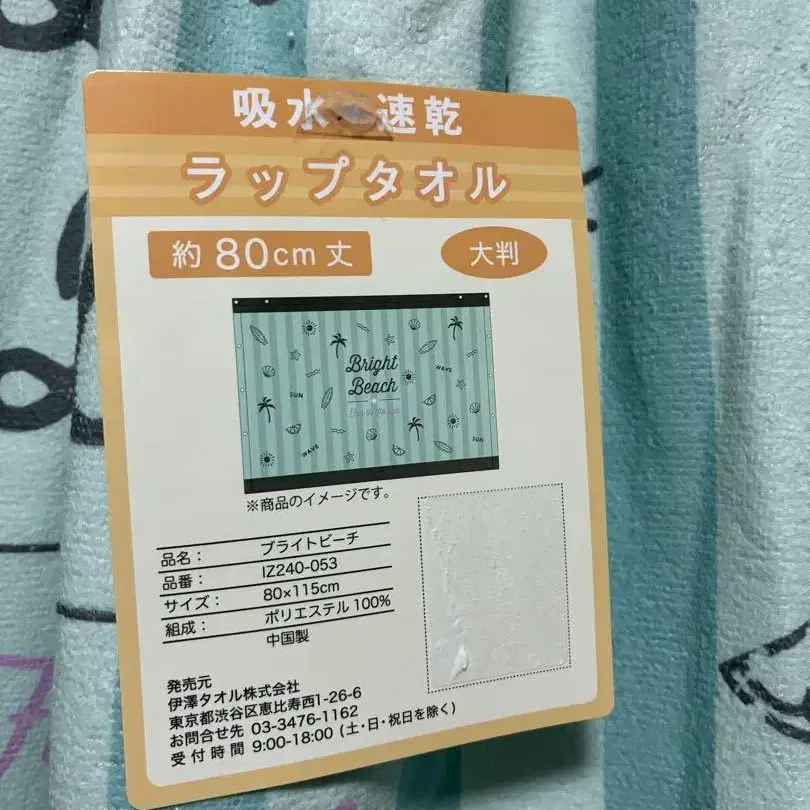 吸水 速乾
ラップタオル
約80cm丈
大判
Bright
Beach
SUN
WAVE
WAVE
SUN
※商品のイメージです。
品名： ブライトビーチ
品番： IZ240-053
サイズ： 80×115cm
組成： ポリエステル 100%
中国製
発売元
伊澤タオル株式会社
東京都渋谷区恵比寿西1-26-6
お問合せ先 03-3476-1162
受付時間 9:00-18:00 (土・日・祝日を除く)